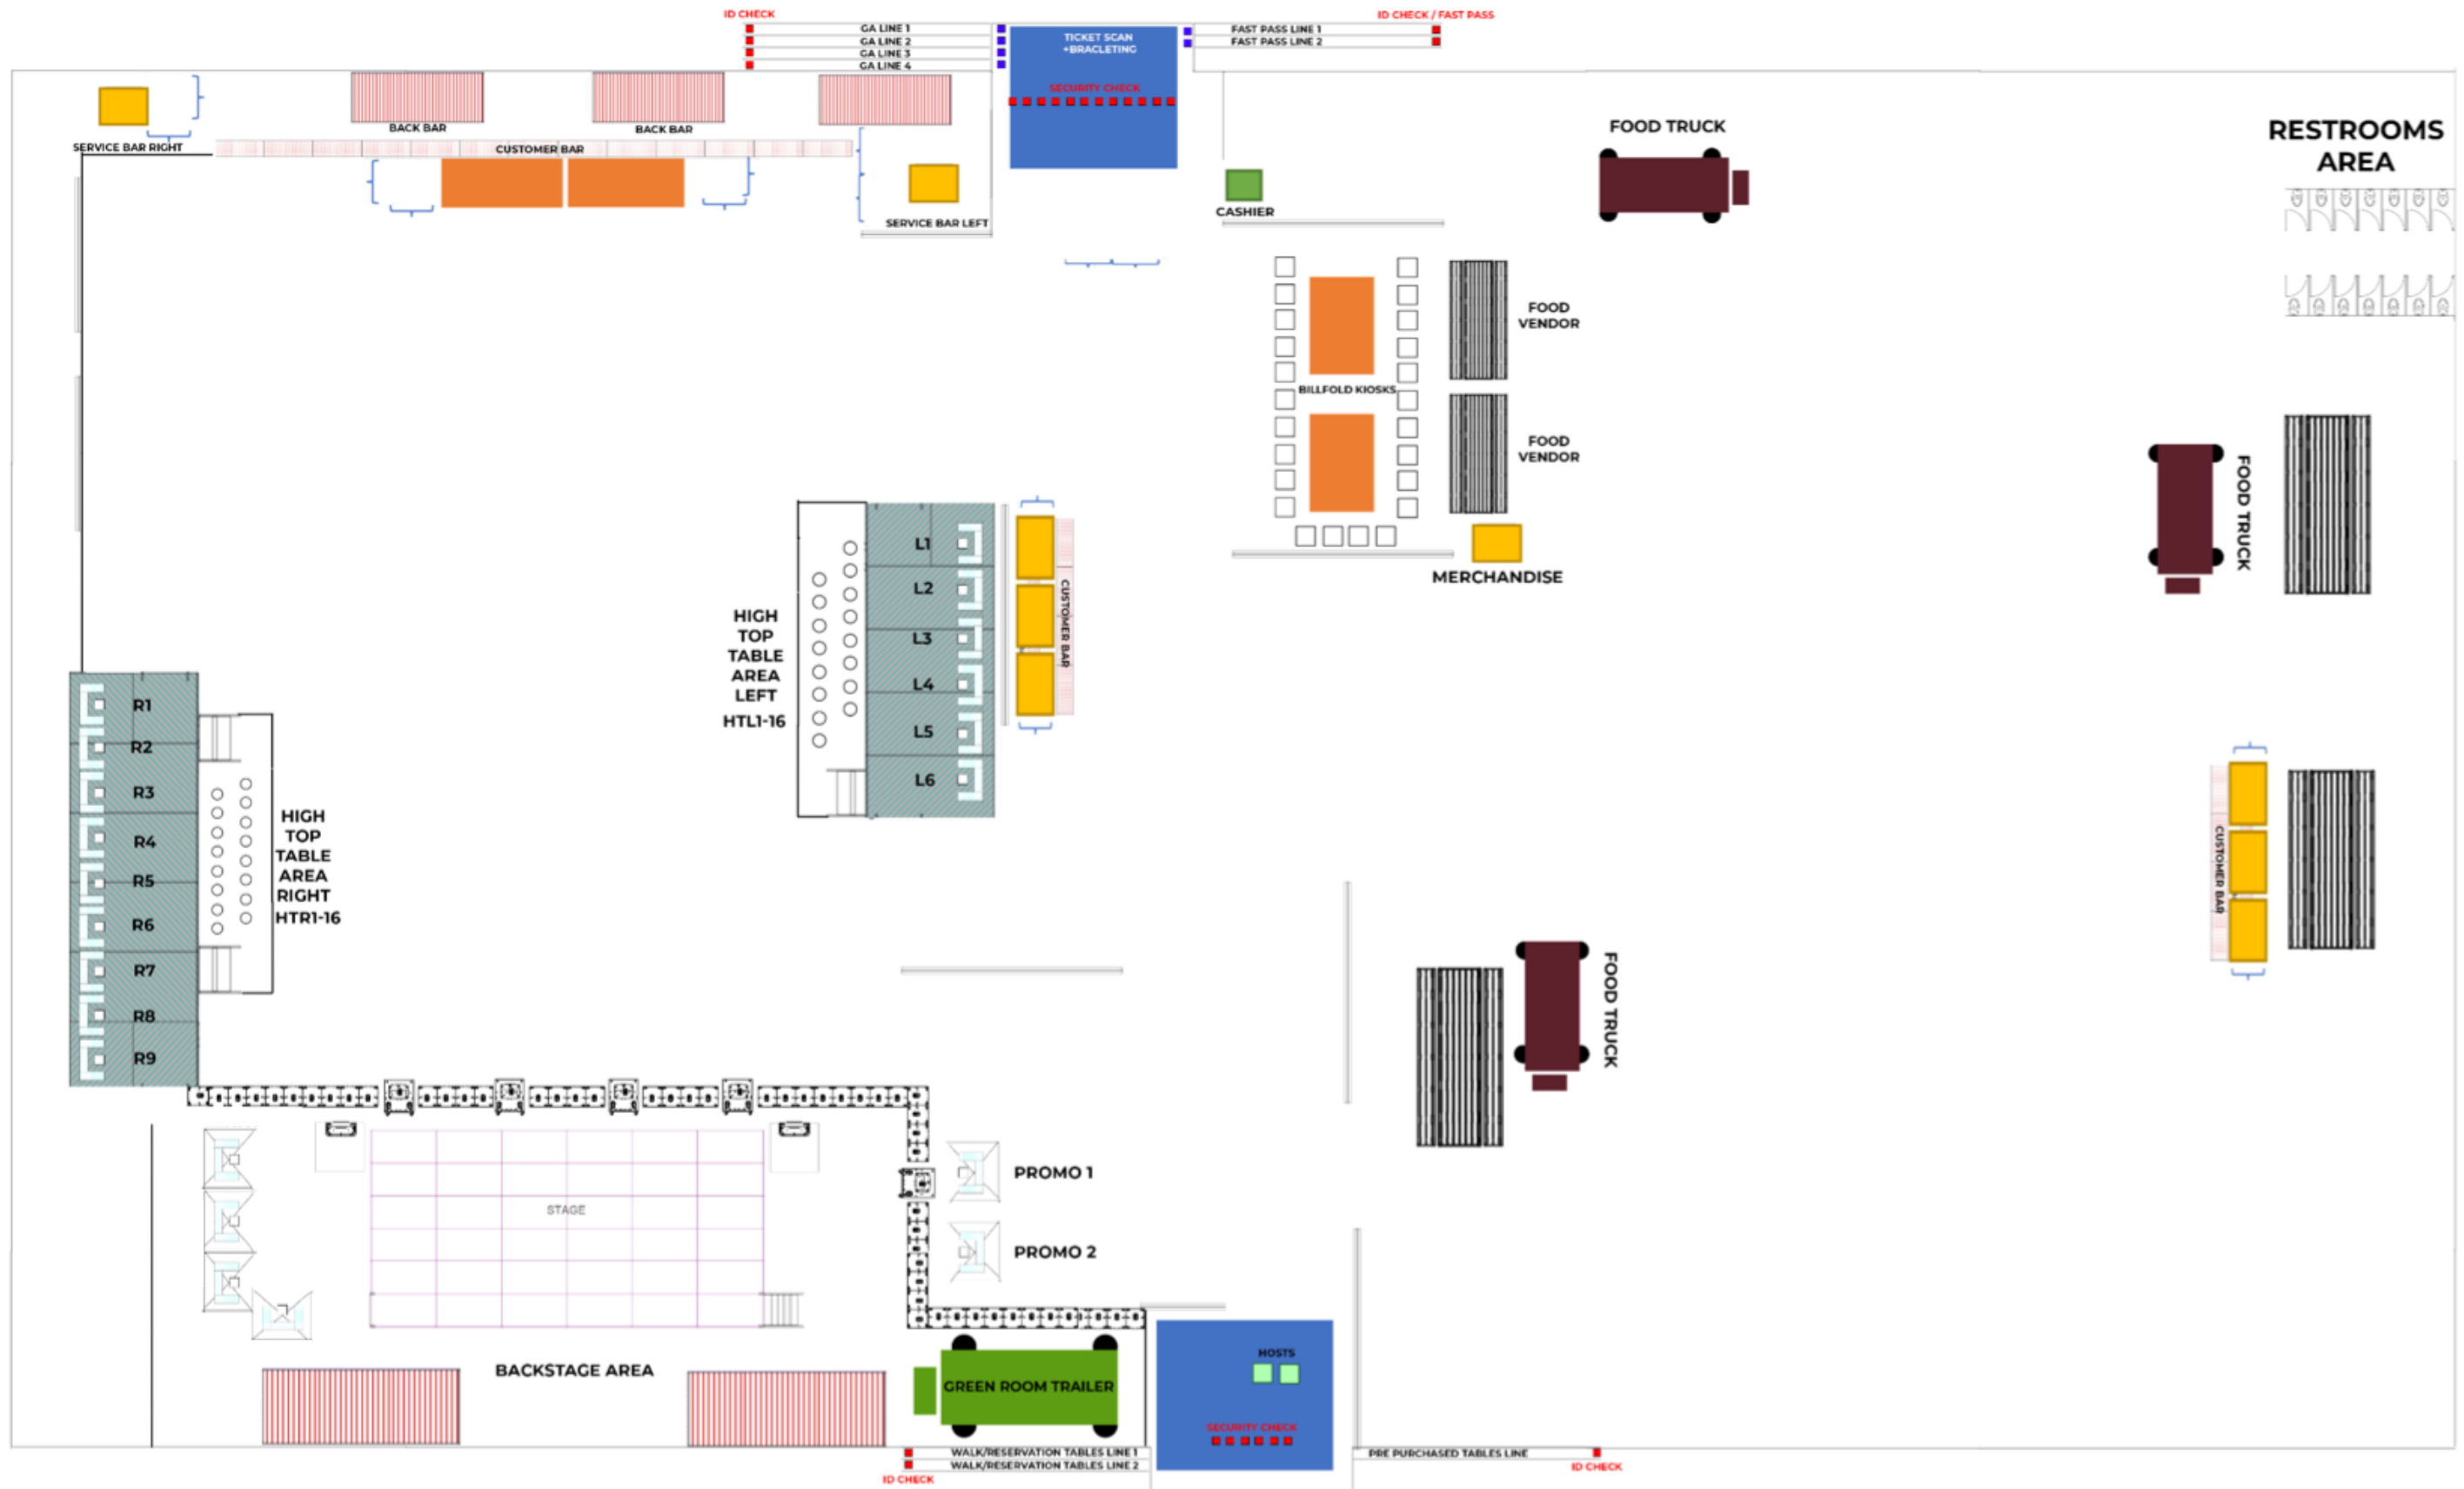 ID CHECK
GA LINE 1
GA LINE 2
GA LINE 3
GA LINE 4
TICKET SCAN
+BRACLETING
SECURITY CHECK
ID CHECK / FAST PASS
FAST PASS LINE 1
FAST PASS LINE 2
BACK BAR
BACK BAR
SERVICE BAR RIGHT
CUSTOMER BAR
SERVICE BAR LEFT
CASHIER
FOOD TRUCK
RESTROOMS
AREA
FOOD
VENDOR
BILLFOLD KIOSKS
FOOD
VENDOR
MERCHANDISE
FOOD TRUCK
HIGH
TOP
TABLE
AREA
LEFT
HTL1-16
L1
L2
L3
L4
L5
L6
CUSTOMER BAR
R1
R2
R3
R4
R5
R6
R7
R8
R9
HIGH
TOP
TABLE
AREA
RIGHT
HTR1-16
CUSTOMER BAR
FOOD TRUCK
STAGE
PROMO 1
PROMO 2
BACKSTAGE AREA
GREEN ROOM TRAILER
HOSTS
SECURITY CHECK
WALK/RESERVATION TABLES LINE 1
WALK/RESERVATION TABLES LINE 2
ID CHECK
PRE PURCHASED TABLES LINE
ID CHECK